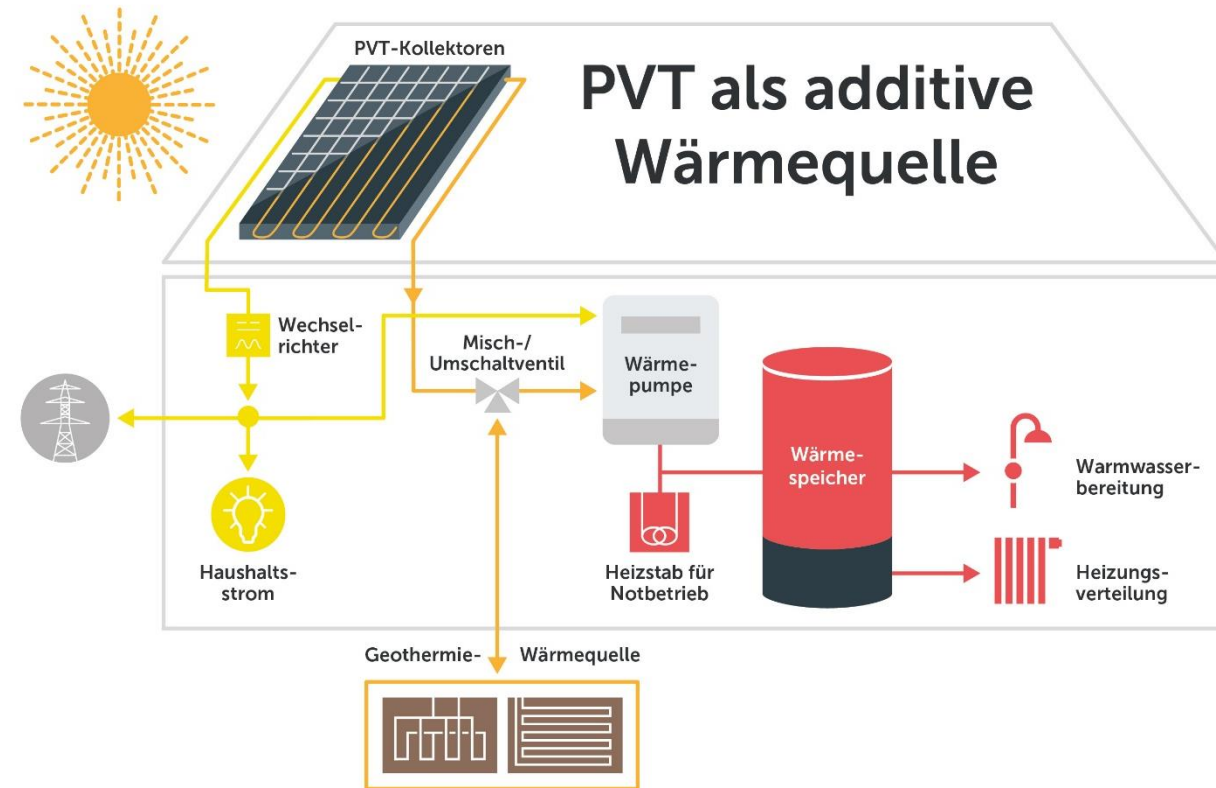 PVT-Kollektoren
PVT als additive
Wärmequelle
Wechsel-
richter
Misch-/
Umschaltventil
Wärme-
pumpe
Wärme-
speicher
Warmwasser-
bereitung
Haushalts-
strom
Heizstab für
Notbetrieb
Heizungs-
verteilung
Geothermie- Wärmequelle